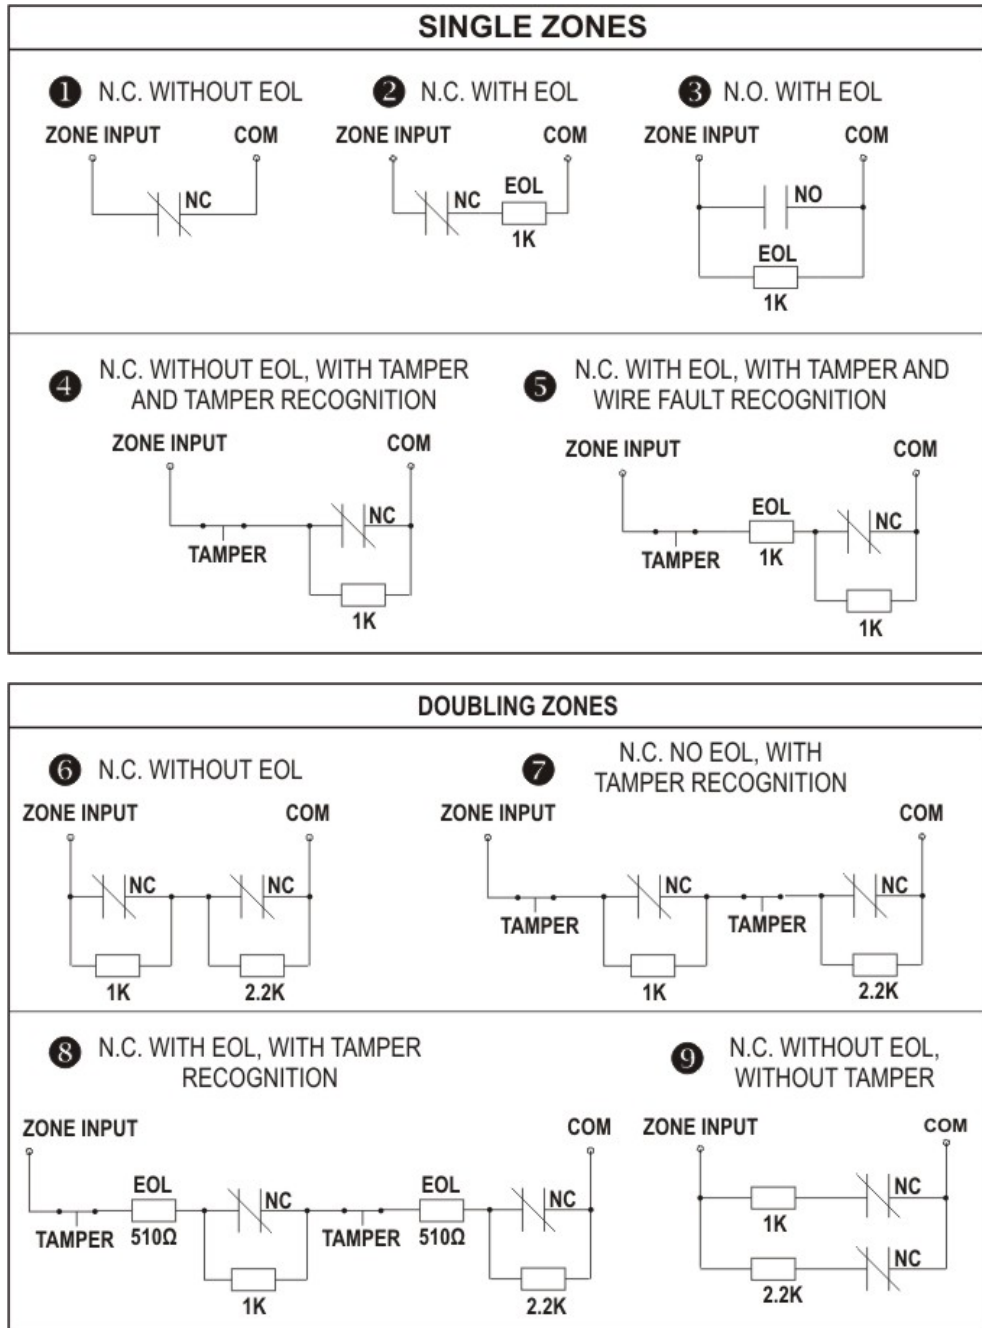 SINGLE ZONES
1 N.C. WITHOUT EOL
ZONE INPUT COM
NC
2 N.C. WITH EOL
ZONE INPUT COM
EOL
NC
1K
3 N.O. WITH EOL
ZONE INPUT COM
NO
EOL
1K
4 N.C. WITHOUT EOL, WITH TAMPER
AND TAMPER RECOGNITION
ZONE INPUT COM
NC
TAMPER
1K
5 N.C. WITH EOL, WITH TAMPER AND
WIRE FAULT RECOGNITION
ZONE INPUT COM
EOL
NC
TAMPER 1K
1K
DOUBLING ZONES
6 N.C. WITHOUT EOL
ZONE INPUT COM
NC NC
1K 2.2K
7 N.C. NO EOL, WITH
TAMPER RECOGNITION
ZONE INPUT COM
NC NC
TAMPER TAMPER
1K 2.2K
8 N.C. WITH EOL, WITH TAMPER
RECOGNITION
ZONE INPUT COM
EOL NC EOL NC
TAMPER 510Ω TAMPER 510Ω
1K 2.2K
9 N.C. WITHOUT EOL,
WITHOUT TAMPER
ZONE INPUT COM
NC
1K
NC
2.2K